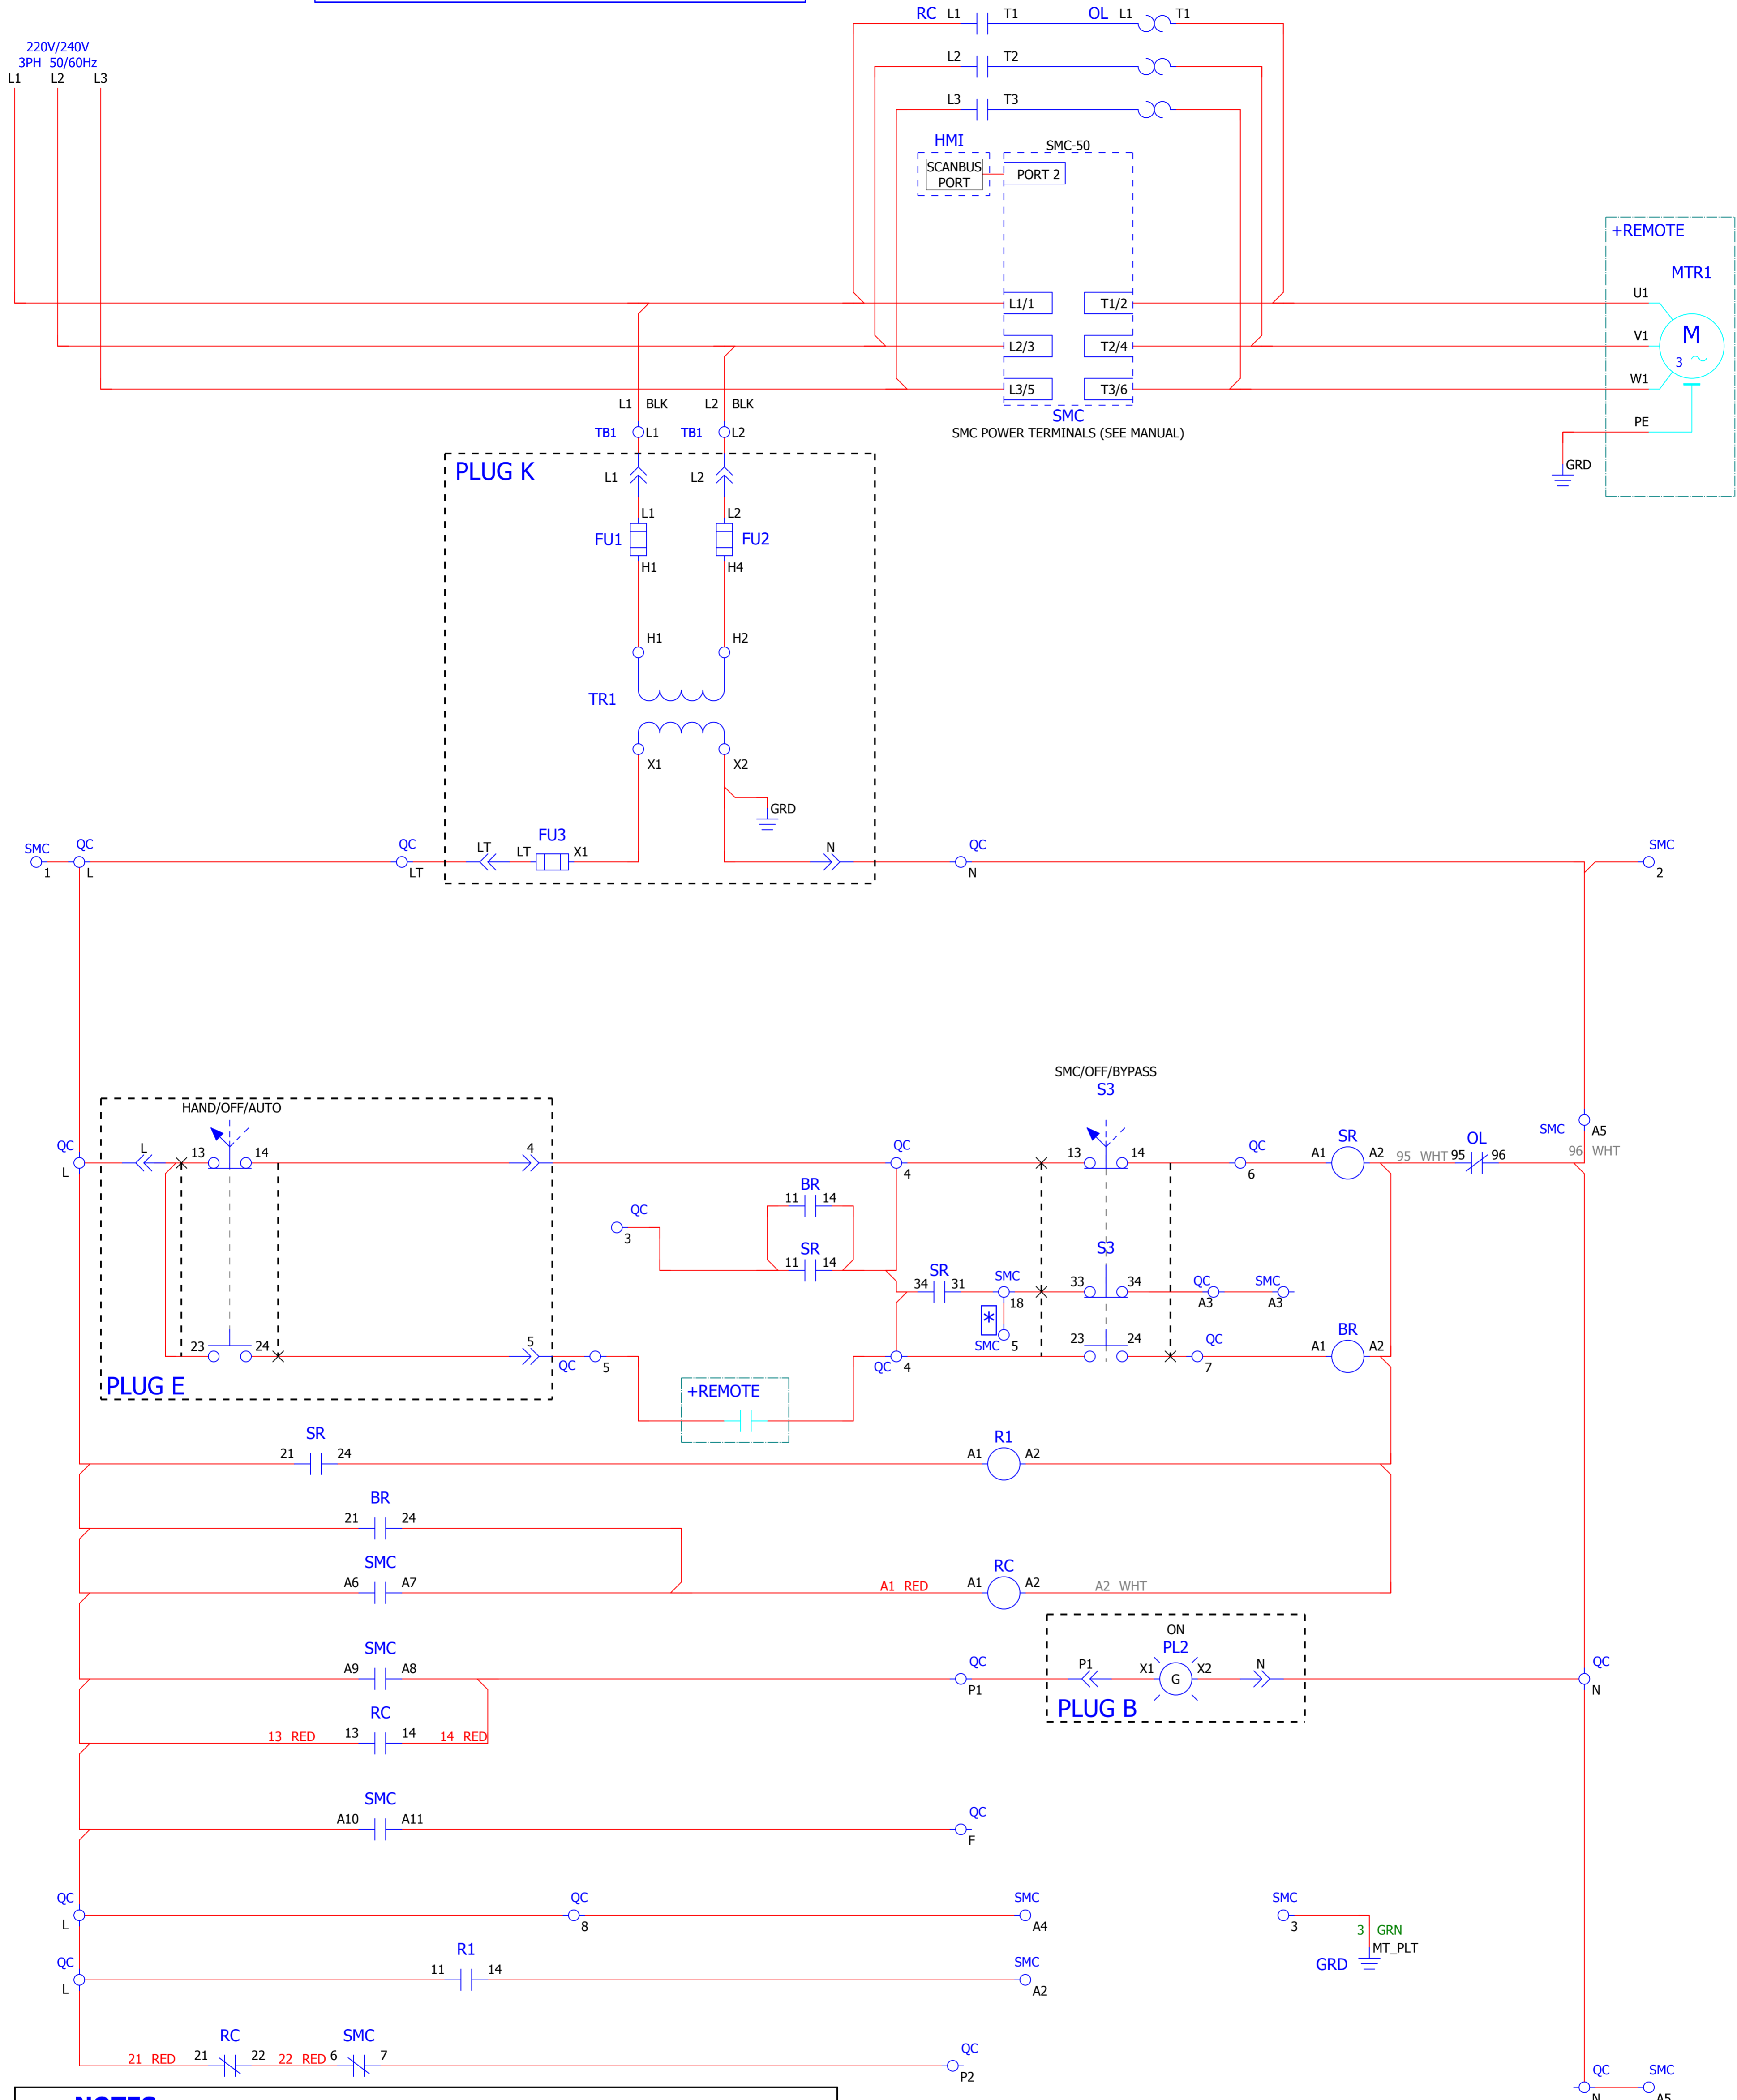 RC L1 T1 OL L1 T1
220V/240V
3PH 50/60Hz
L1 L2 L3
L2 T2
L3 T3
HMI
SMC-50
SCANBUS
PORT
PORT 2
+REMOTE
MTR1
L1/1 T1/2 U1
L2/3 T2/4 V1 M
3
L3/5 T3/6 W1
L1 BLK L2 BLK
SMC
TB1 L1 TB1 L2
SMC POWER TERMINALS (SEE MANUAL)
PE
GRD
PLUG K
L1 L2
L1 L2
FU1 FU2
H1 H4
H1 H2
TR1
X1 X2
GRD
FU3
SMC QC QC LT LT X1 N QC SMC
1 L LT N 2
SMC/OFF/BYPASS
S3
HAND/OFF/AUTO
QC L 13 14 4 QC 13 14 QC SR OL SMC A5
L 4 6 A1 A2 95 WHT 95 96 96 WHT
BR
11 14
QC
3
SR
11 14
S3
SR
34 31 SMC 33 34 QC SMC
18 A3 A3
*
SMC 5
23 24 5 QC 5 QC 4 23 24 QC 7 BR A1 A2
PLUG E
+REMOTE
SR
21 24
R1
A1 A2
BR
21 24
SMC
A6 A7
RC
A1 RED A1 A2 A2 WHT
ON
PL2
SMC
A9 A8
QC
P1
P1 X1 G X2 N
QC
N
PLUG B
RC
13 RED 13 14 14 RED
SMC
A10 A11
QC
F
QC QC SMC SMC
L 8 A4 3
3 GRN
MT_PLT
GRD
QC R1 SMC
L 11 14 A2
RC SMC
21 RED 21 22 22 RED 6 7
QC
P2
QC SMC
N A5
NOTES